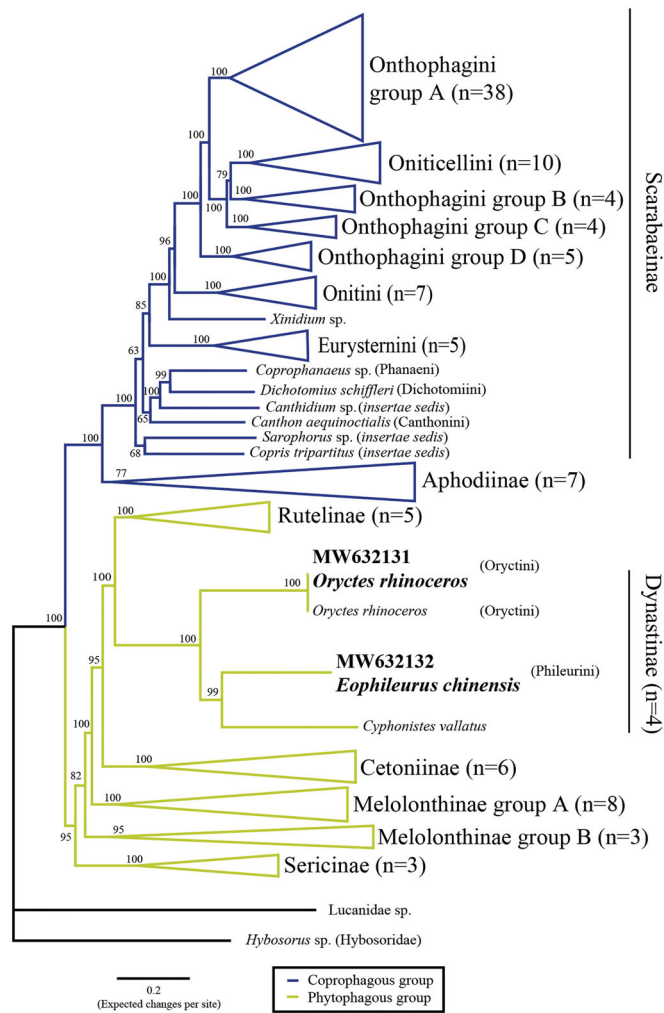 100
Onthophagini
group A (n=38)
100
Oniticellini (n=10)
100
79
100
Onthophagini group B (n=4)
100
100
Onthophagini group C (n=4)
100
100
Onthophagini group D (n=5)
96
100
Onitini (n=7)
100
Xinidium sp.
85
100
Eurysternini (n=5)
63
Coprophanaeus sp. (Phanaeni)
99
Dichotomius schiffleri (Dichotomiini)
100
Canthidium sp. (insertae sedis)
100
65
Canthon aequinoctialis (Canthonini)
Sarophorus sp. (insertae sedis)
100
68
Copris tripartitus (insertae sedis)
Scarabaeinae
77
Aphodiinae (n=7)
100
Rutelinae (n=5)
100
MW632131
(Oryctini)
100
Oryctes rhinoceros
Oryctes rhinoceros
(Oryctini)
100
100
MW632132
(Phileurini)
Eophileurus chinensis
95
99
Cyphonistes vallatus
Dynastinae (n=4)
100
100
Cetoniinae (n=6)
82
100
Melolonthinae group A (n=8)
95
95
Melolonthinae group B (n=3)
100
Sericinae (n=3)
Lucanidae sp.
Hybosorus sp. (Hybosoridae)
0.2
(Expected changes per site)
Coprophagous group
Phytophagous group